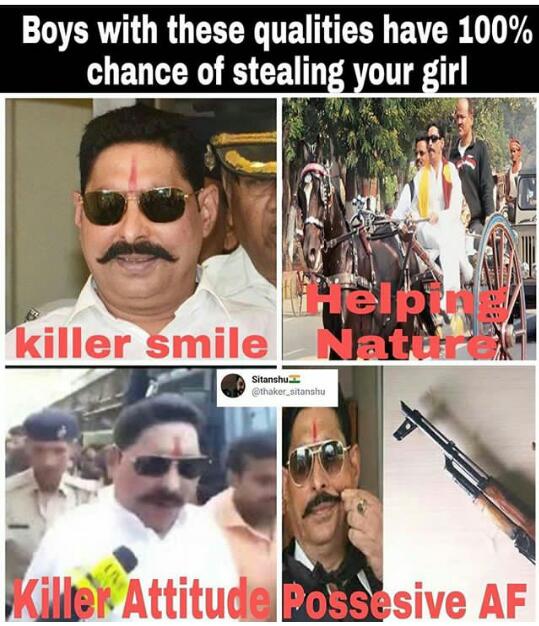 Boys with these qualities have 100%
chance of stealing your girl
killer smile
Helping
Nature
Sitanshu
@thaker_sitanshu
Killer Attitude
Possesive AF